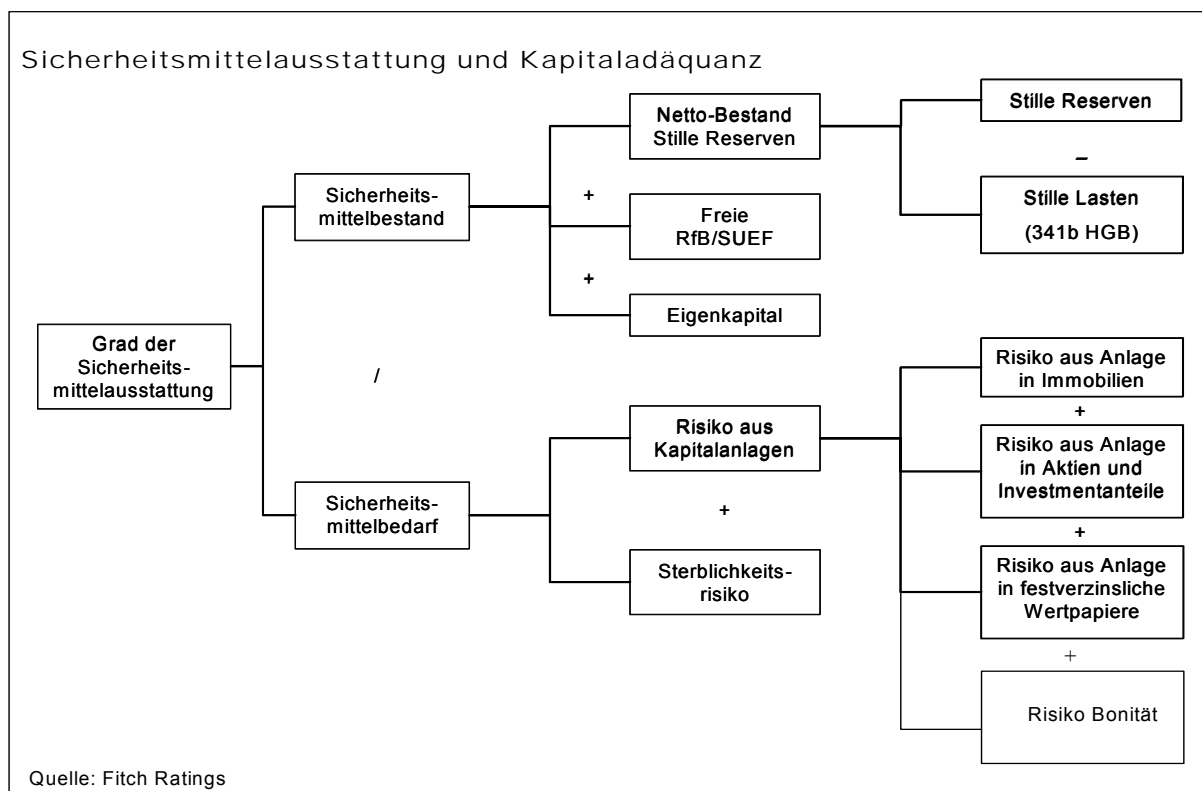 Sicherheitsmittelausstattung und Kapitaladäquanz
Grad der
Sicherheits-
mittelausstattung
Sicherheits-
mittelbestand
/
Sicherheits-
mittelbedarf
Netto-Bestand
Stille Reserven
+
Freie
RfB/SUEF
+
Eigenkapital
Risiko aus
Kapitalanlagen
+
Sterblichkeits-
risiko
Stille Reserven
–
Stille Lasten
(341b HGB)
Risiko aus Anlage
in Immobilien
+
Risiko aus Anlage
in Aktien und
Investmentanteile
+
Risiko aus Anlage
in festverzinsliche
Wertpapiere
+
Risiko Bonität
Quelle: Fitch Ratings